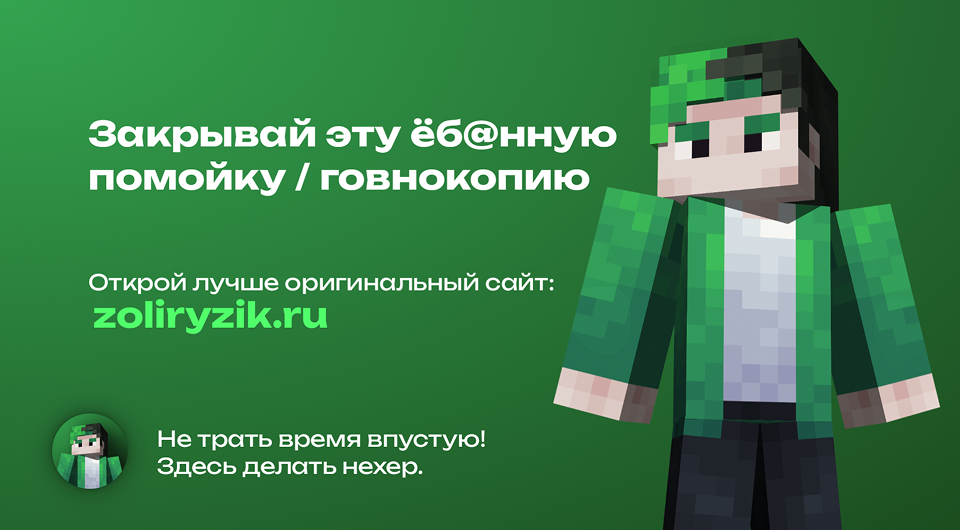 Закрывай эту ёб@нную
помойку / говнокопию
Открой лучше оригинальный сайт:
zoliryzik.ru
Не трать время впустую!
Здесь делать нехер.